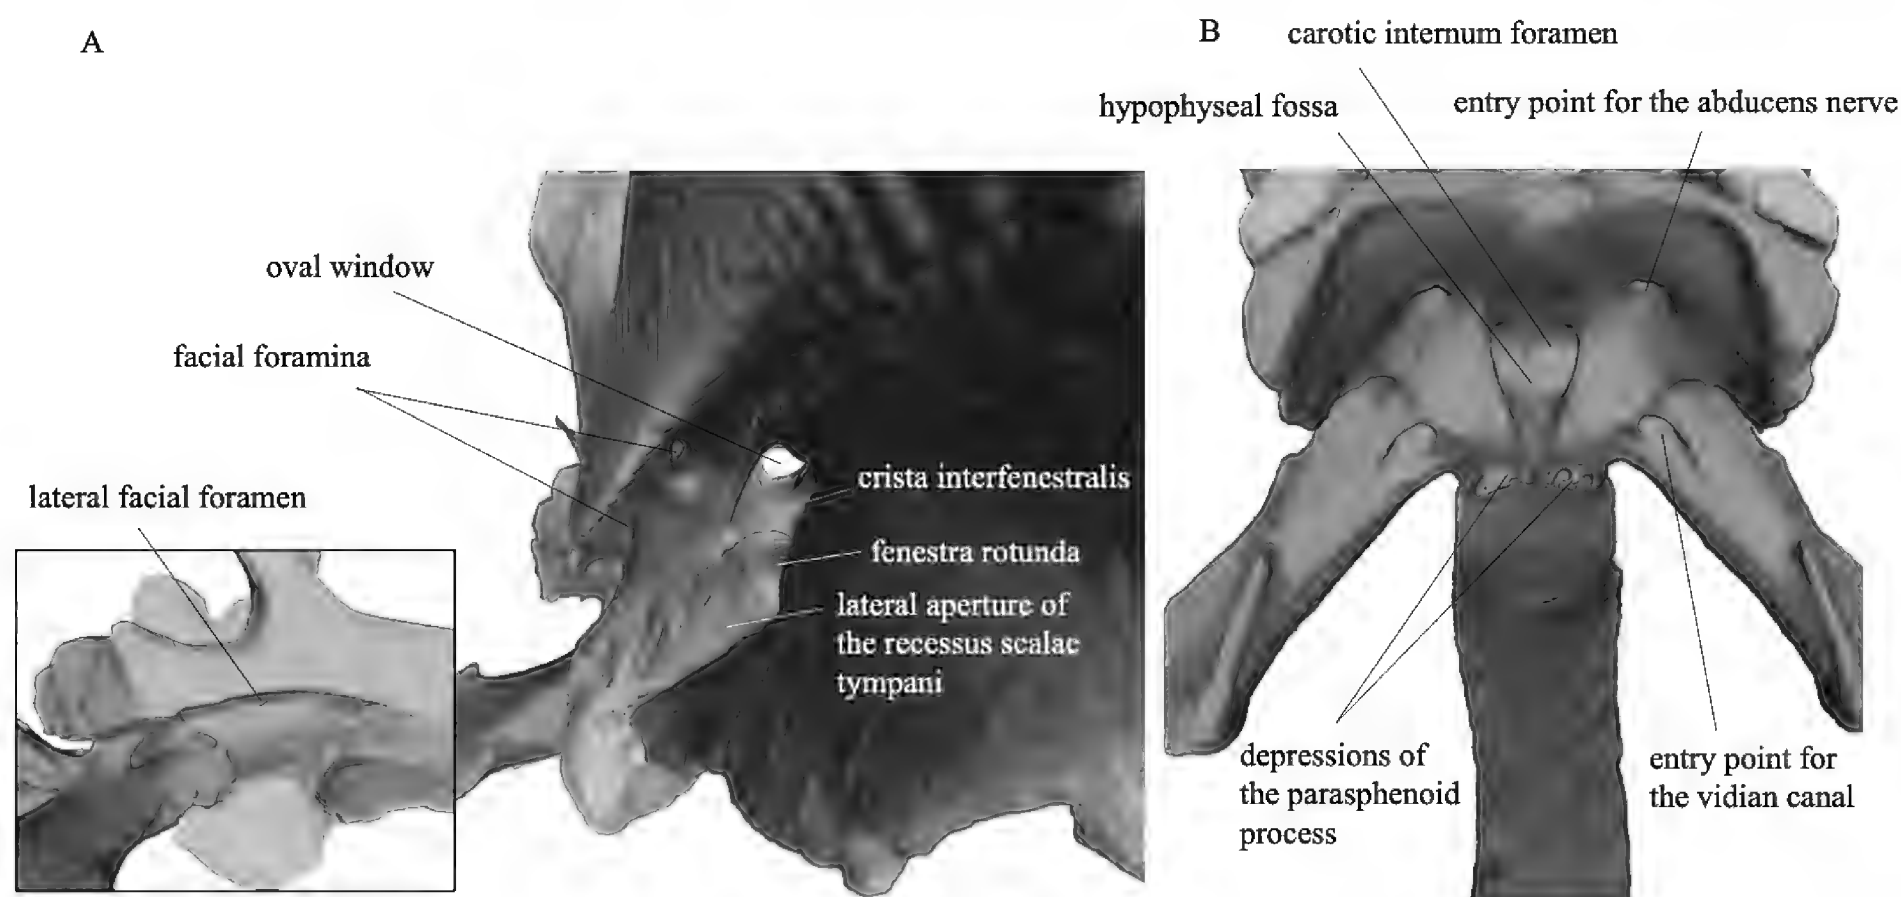 A
oval window
facial foramina
lateral facial foramen
crista interfenestralis
fenestra rotunda
lateral aperture of
the recessus scalae
tympani
B
carotic internum foramen
hypophyseal fossa
entry point for the abducens nerve
depressions of
the parasphenoid
process
entry point for
the vidian canal